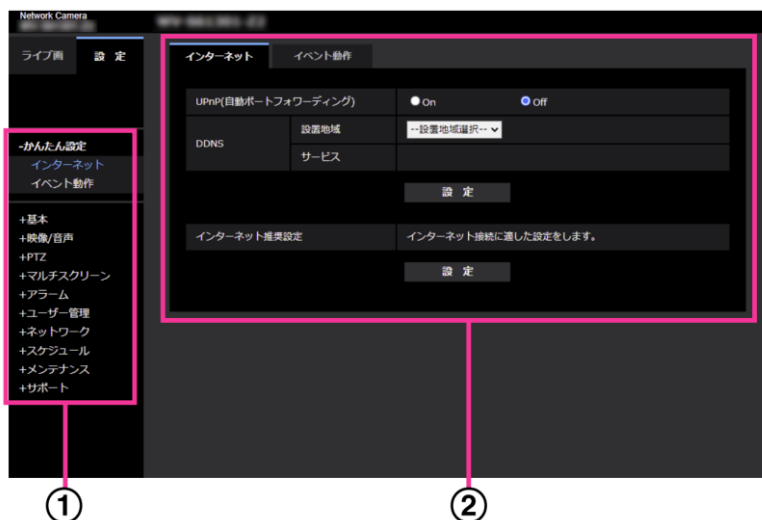 Network Camera
ライブ画
設 定
-かんたん設定
インターネット
イベント動作
+基本
+映像/音声
+PTZ
+マルチスクリーン
+アラーム
+ユーザー管理
+ネットワーク
+スケジュール
+メンテナンス
+サポート
インターネット イベント動作
UPnP(自動ポートフォワーディング) On Off
DDNS 設置地域 --設置地域選択--
サービス
設 定
インターネット推奨設定 インターネット接続に適した設定をします。
設 定
① ②